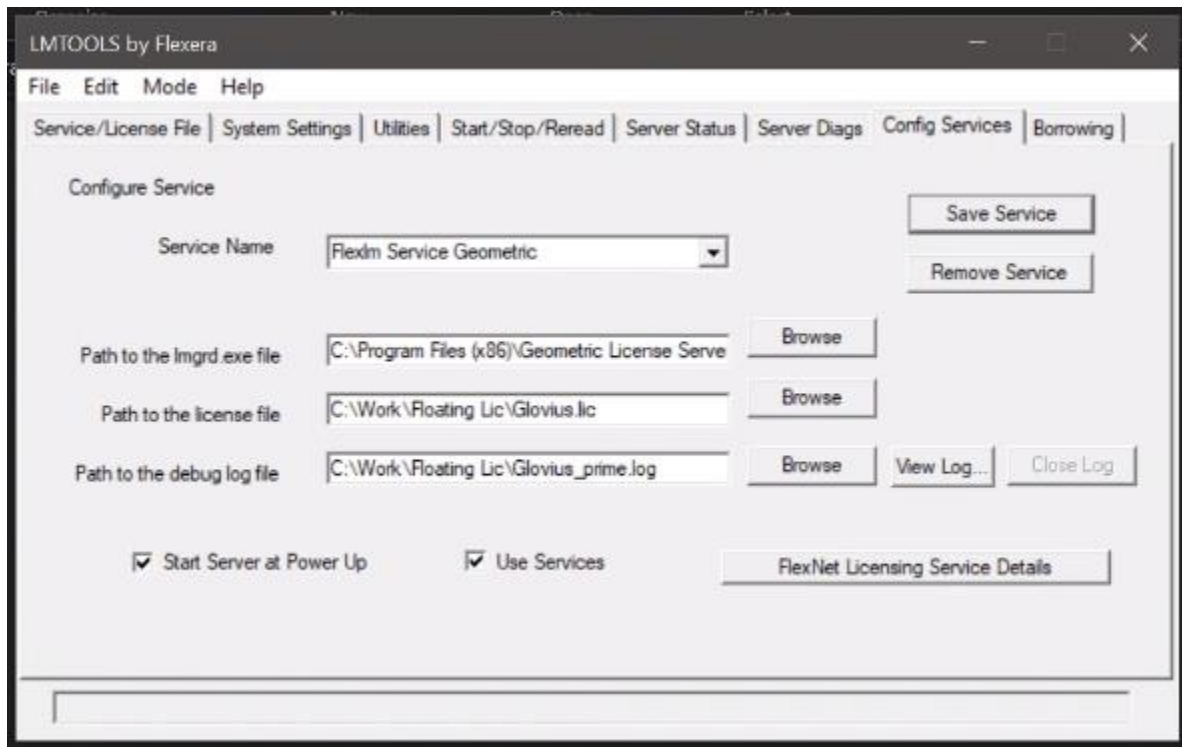 LMTOOLS by Flexera
File Edit Mode Help
Service/License File System Settings Utilities Start/Stop/Reread Server Status Server Diags Config Services Borrowing
Configure Service
Save Service
Service Name Flexlm Service Geometric
Remove Service
Path to the lmgrd.exe file C:\Program Files (x86)\Geometric License Serve Browse
Path to the license file C:\Work\Floating Lic\Glovius.lic Browse
Path to the debug log file C:\Work\Floating Lic\Glovius_prime.log Browse View Log... Close Log
Start Server at Power Up Use Services FlexNet Licensing Service Details